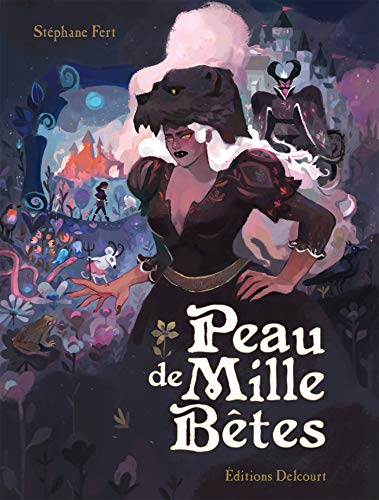 Stéphane Fert
Peau
de Mille
Bêtes
Éditions Delcourt